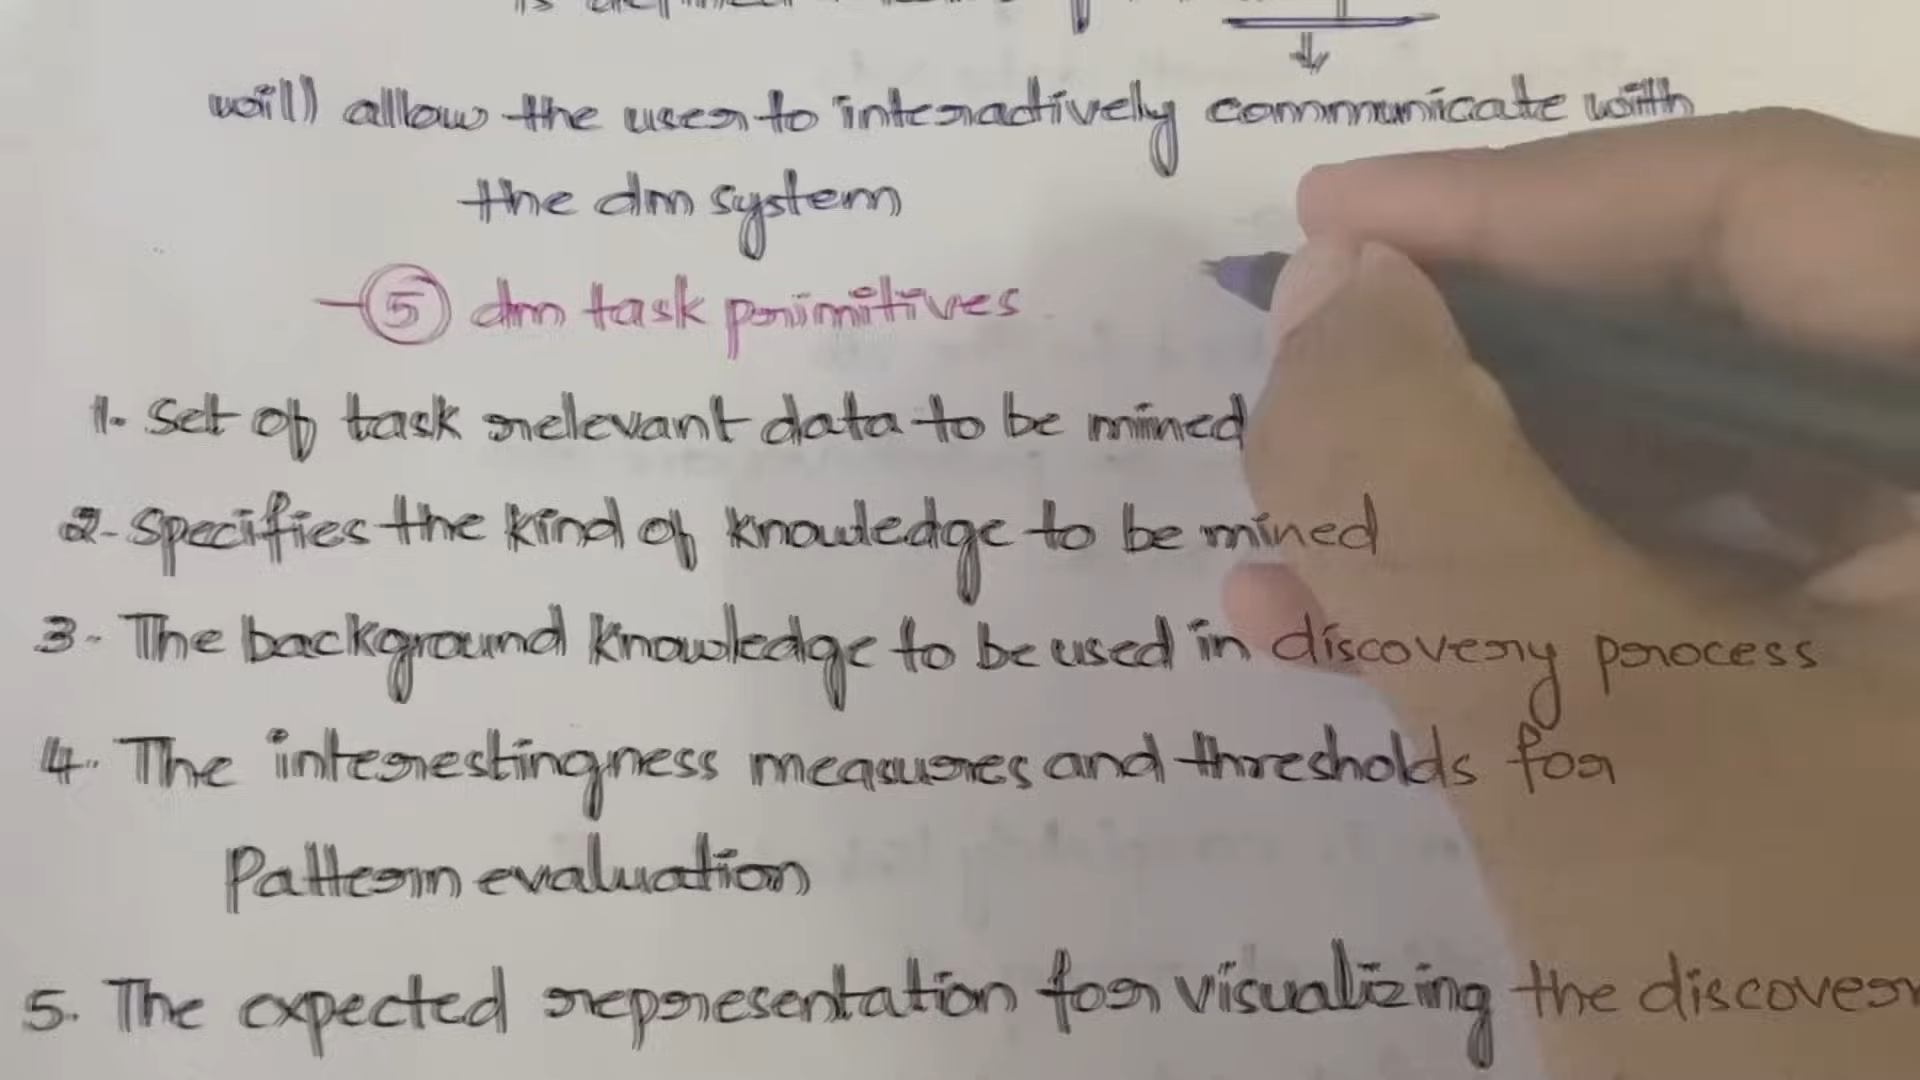 will allow the user to interactively communicate with
the dm system
- 5 dm task primitives
1. Set of task relevant data to be mined
2- Specifies the kind of knowledge to be mined
3- The background knowledge to be used in discovery process
4. The interestingness measures and thresholds for
Pattern evaluation
5. The expected representation for visualizing the discover